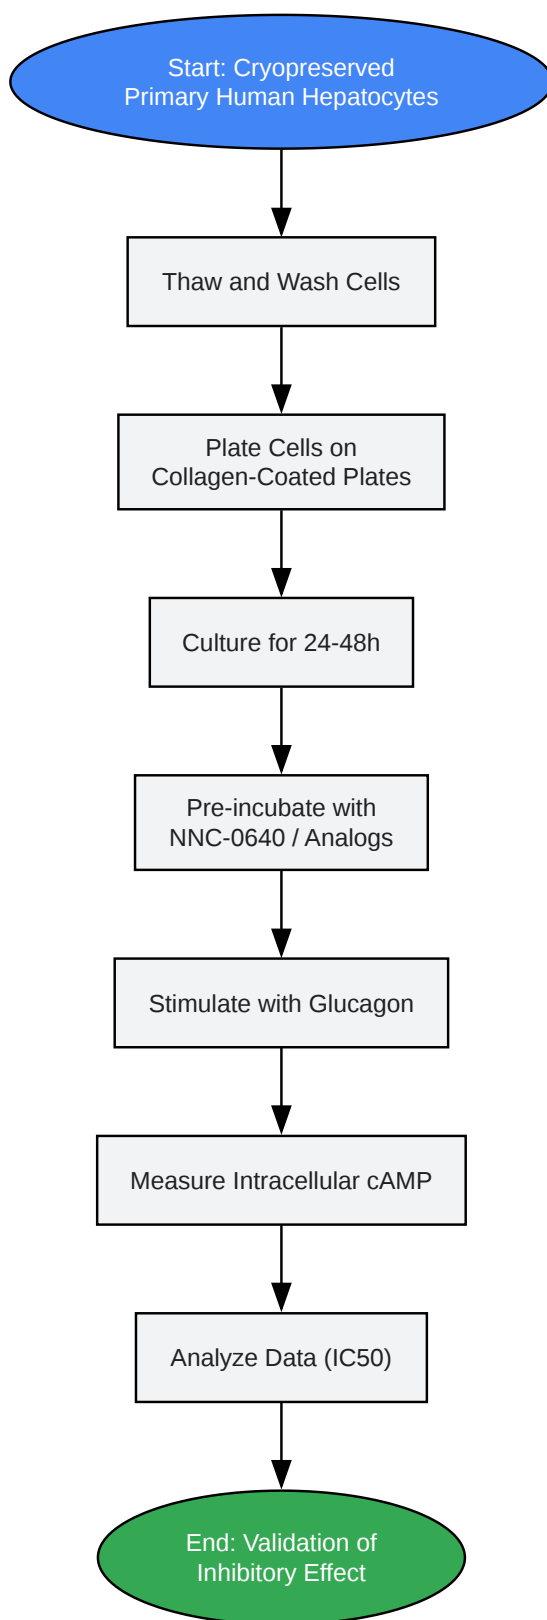 Start: Cryopreserved
Primary Human Hepatocytes
Thaw and Wash Cells
Plate Cells on
Collagen-Coated Plates
Culture for 24-48h
Pre-incubate with
NNC-0640 / Analogs
Stimulate with Glucagon
Measure Intracellular cAMP
Analyze Data (IC50)
End: Validation of
Inhibitory Effect